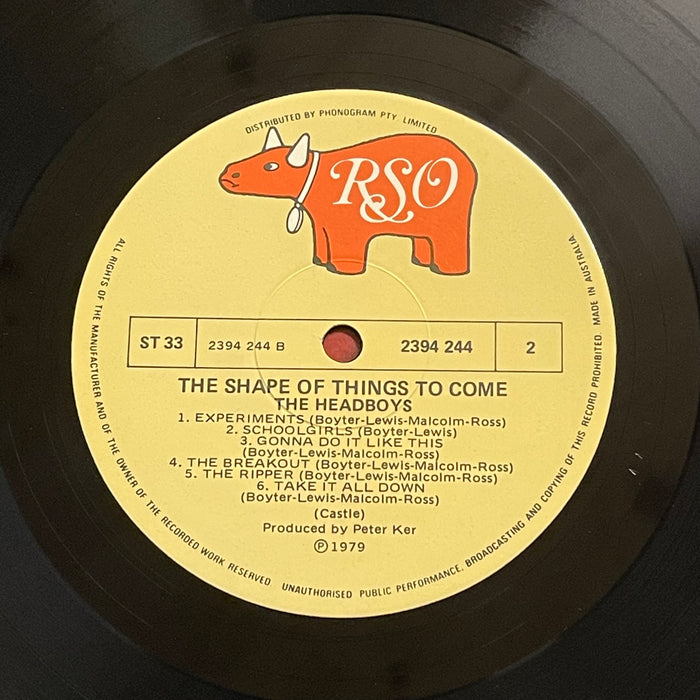 DISTRIBUTED BY PHONOGRAM PTY. LIMITED
RSO
ST 33
2394 244 B
2394 244
2
THE SHAPE OF THINGS TO COME
THE HEADBOYS
1. EXPERIMENTS (Boyter-Lewis-Malcolm-Ross)
2. SCHOOLGIRLS (Boyter-Lewis)
3. GONNA DO IT LIKE THIS
(Boyter-Lewis-Malcolm-Ross)
4. THE BREAKOUT (Boyter-Lewis-Malcolm-Ross)
5. THE RIPPER (Boyter-Lewis-Malcolm-Ross)
6. TAKE IT ALL DOWN
(Boyter-Lewis-Malcolm-Ross)
(Castle)
Produced by Peter Ker
Ⓟ 1979
ALL RIGHTS OF THE MANUFACTURER AND OF THE OWNER OF THE RECORDED WORK RESERVED UNAUTHORISED PUBLIC PERFORMANCE, BROADCASTING AND COPYING OF THIS RECORD PROHIBITED. MADE IN AUSTRALIA